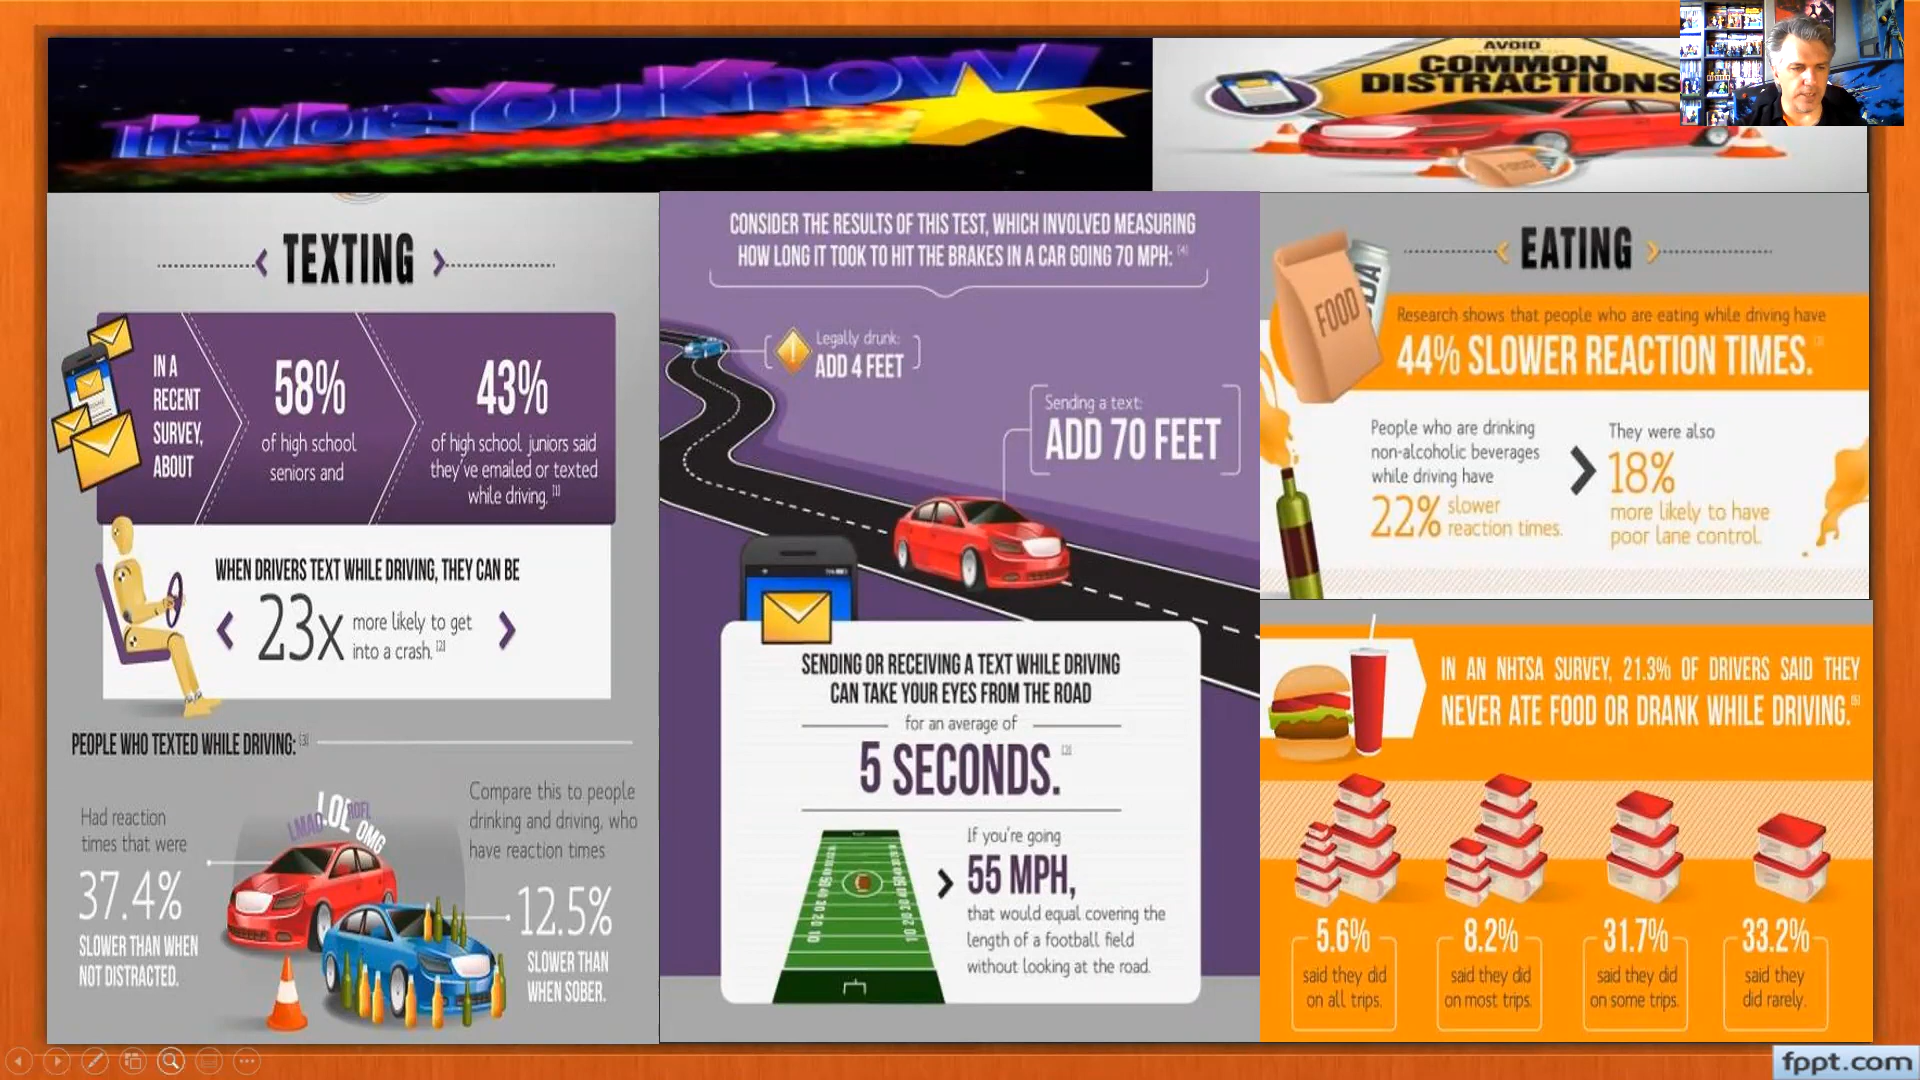 The More You Know
AVOID
COMMON
DISTRACTIONS
FOOD
TEXTING
IN A
RECENT
SURVEY,
ABOUT
58%
of high school
seniors and
43%
of high school juniors said
they've emailed or texted
while driving. [1]
WHEN DRIVERS TEXT WHILE DRIVING, THEY CAN BE
23x
more likely to get
into a crash. [2]
PEOPLE WHO TEXTED WHILE DRIVING: [3]
Had reaction
times that were
37.4%
SLOWER THAN WHEN
NOT DISTRACTED.
LMAO LOL ROFL OMG
Compare this to people
drinking and driving, who
have reaction times
12.5%
SLOWER THAN
WHEN SOBER.
CONSIDER THE RESULTS OF THIS TEST, WHICH INVOLVED MEASURING
HOW LONG IT TOOK TO HIT THE BRAKES IN A CAR GOING 70 MPH: [4]
Legally drunk:
ADD 4 FEET
Sending a text:
ADD 70 FEET
SENDING OR RECEIVING A TEXT WHILE DRIVING
CAN TAKE YOUR EYES FROM THE ROAD
for an average of
5 SECONDS.
If you're going
55 MPH,
that would equal covering the
length of a football field
without looking at the road.
EATING
FOOD
Research shows that people who are eating while driving have
44% SLOWER REACTION TIMES.
People who are drinking
non-alcoholic beverages
while driving have
22% slower
reaction times.
They were also
18%
more likely to have
poor lane control.
IN AN NHTSA SURVEY, 21.3% OF DRIVERS SAID THEY
NEVER ATE FOOD OR DRANK WHILE DRIVING.
5.6%
said they did
on all trips.
8.2%
said they did
on most trips.
31.7%
said they did
on some trips.
33.2%
said they
did rarely.
fppt.com